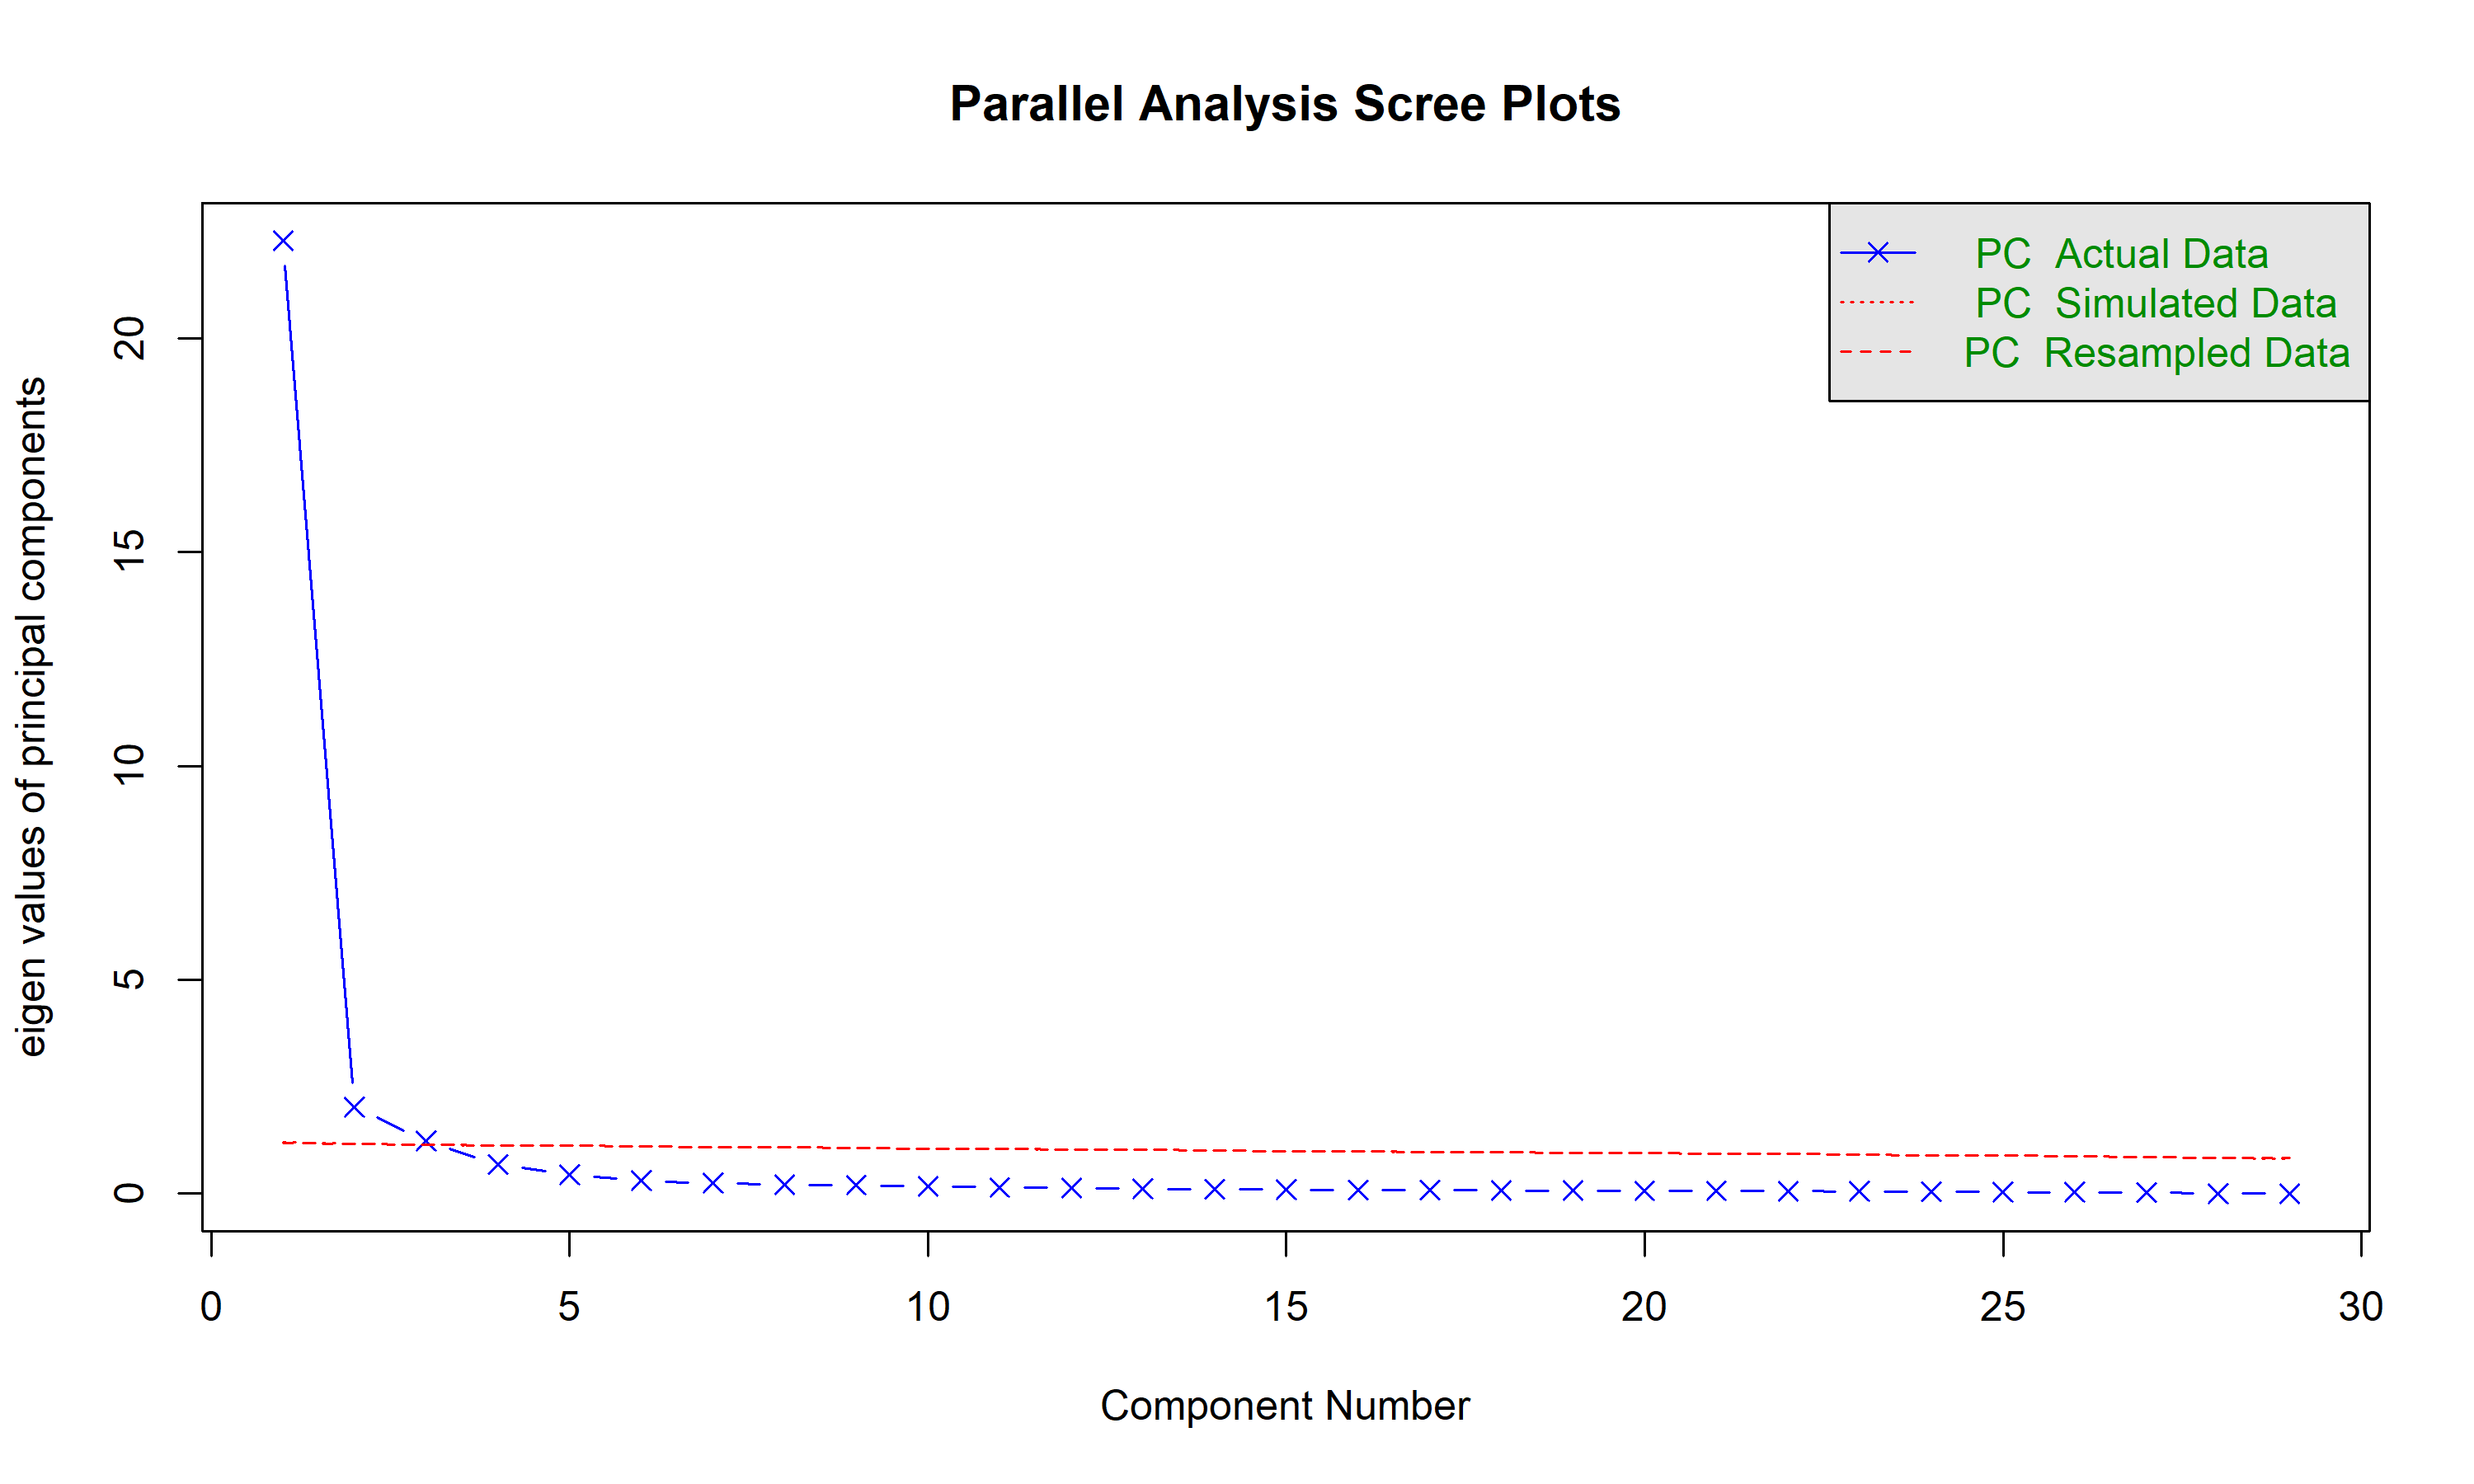 Parallel Analysis Scree Plots
PC Actual Data
PC Simulated Data
PC Resampled Data
eigen values of principal components
20
15
10
5
0
0 5 10 15 20 25 30
Component Number